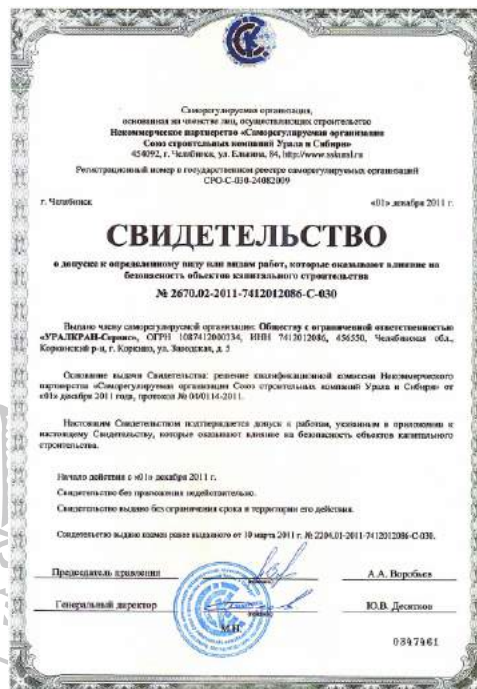 Саморегулируемая организация,
основанная на членстве лиц, осуществляющих строительство
Некоммерческое партнерство «Саморегулируемая организация
Союз строительных компаний Урала и Сибири»
454092, г. Челябинск, ул. Елькина, 84, http://www.sskural.ru
Регистрационный номер в государственном реестре саморегулируемых организаций
СРО-С-030-24082009
г. Челябинск «01» декабря 2011 г.
СВИДЕТЕЛЬСТВО
о допуске к определенному виду или видам работ, которые оказывают влияние на
безопасность объектов капитального строительства
№ 2670.02-2011-7412012086-С-030
Выдано члену саморегулируемой организации: Обществу с ограниченной ответственностью
«УРАЛКРАН-Сервис», ОГРН 1087412000334, ИНН 7412012086, 456550, Челябинская обл.,
Коркинский р-н, г. Коркино, ул. Заводская, д. 5
Основание выдачи Свидетельства: решение квалификационной комиссии Некоммерческого
партнерства «Саморегулируемая организация Союз строительных компаний Урала и Сибири» от
«01» декабря 2011 года, протокол №
Настоящим Свидетельством подтверждается допуск к работам, указанным в приложении к
настоящему Свидетельству, которые оказывают влияние на безопасность объектов капитального
строительства.
Начало действия с «01» декабря 2011 г.
Свидетельство без приложения недействительно.
Свидетельство выдано без ограничения срока и территории его действия.
Свидетельство выдано взамен ранее выданного от 10 марта 2011 г. № 2204.01-2011-7412012086-С-030.
Председатель правления А.А. Воробьев
Генеральный директор Ю.В. Десятков
М.П.
0347461